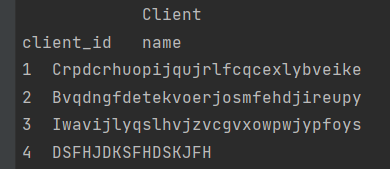 Client
client_id name
1 Crpdcrhuopijqujrlfcqcexlybveike
2 Bvqdngfdetekvoerjosmfehdjireupy
3 Iwavijlyqslhvjzvcgvxowpwjypfoys
4 DSFHJDKSFHDSKJFH